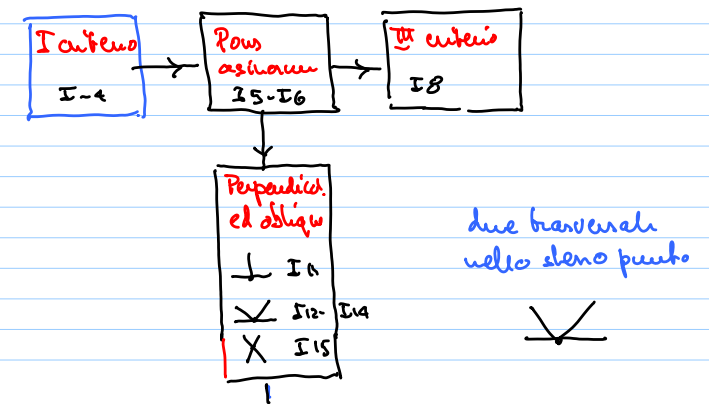 I criterio
I-4
Pons
asinorum
I5-I6
III criterio
I8
Perpendicol.
ed oblique
I11
I12-I14
I15
due trasversali
nello stesso punto